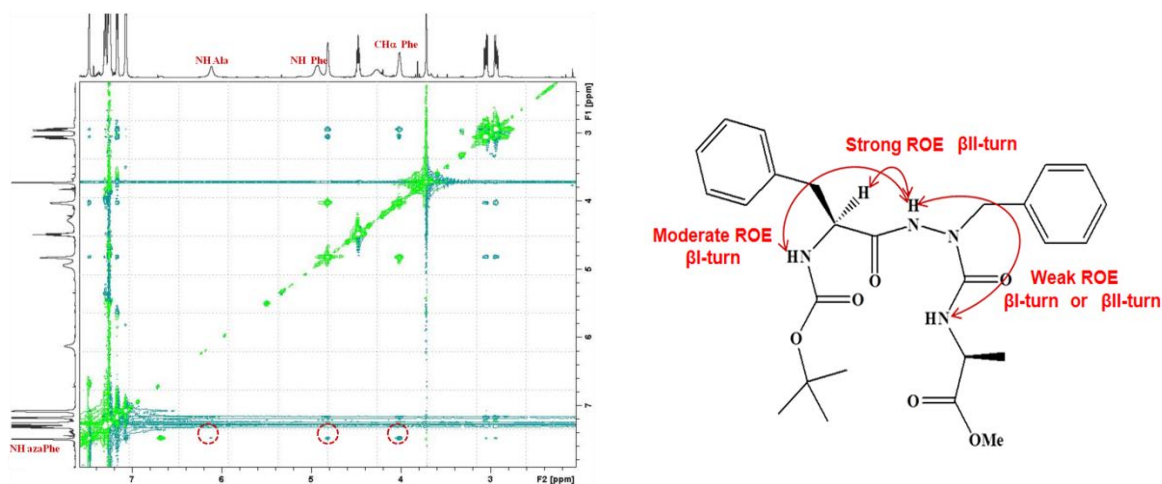 NH Ala
NH Phe
CHα Phe
F1 [ppm]
3
4
5
6
7
NH azaPhe
7
6
5
4
3
F2 [ppm]
Strong ROE βII-turn
H
H
N
N
O
Moderate ROE
βI-turn
HN
O
O
Weak ROE
βI-turn or βII-turn
O
HN
O
OMe